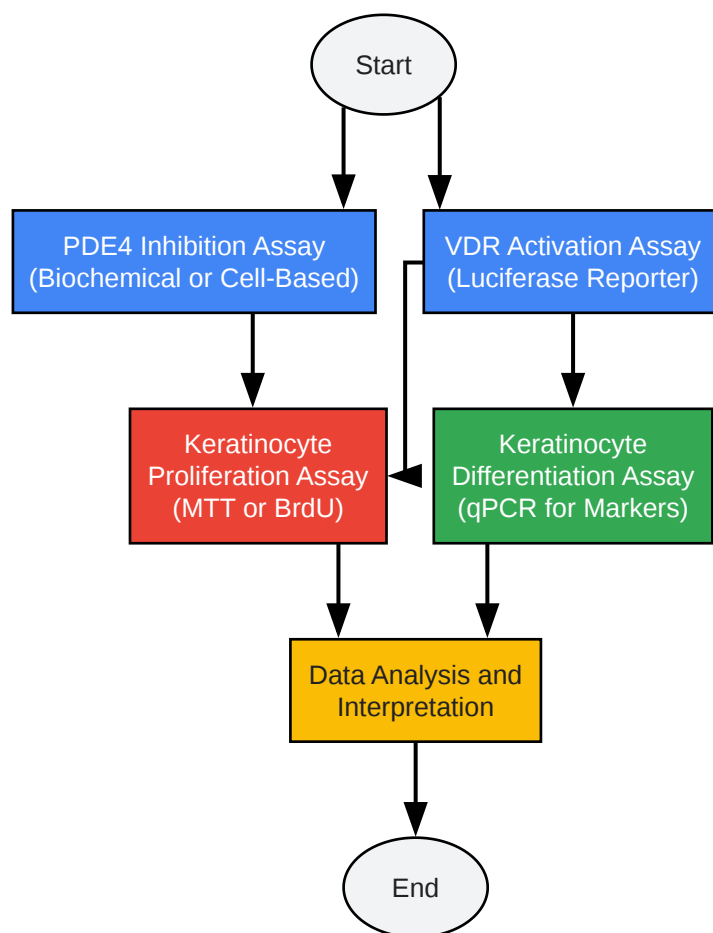 Start
PDE4 Inhibition Assay
(Biochemical or Cell-Based)
VDR Activation Assay
(Luciferase Reporter)
Keratinocyte
Proliferation Assay
(MTT or BrdU)
Keratinocyte
Differentiation Assay
(qPCR for Markers)
Data Analysis and
Interpretation
End